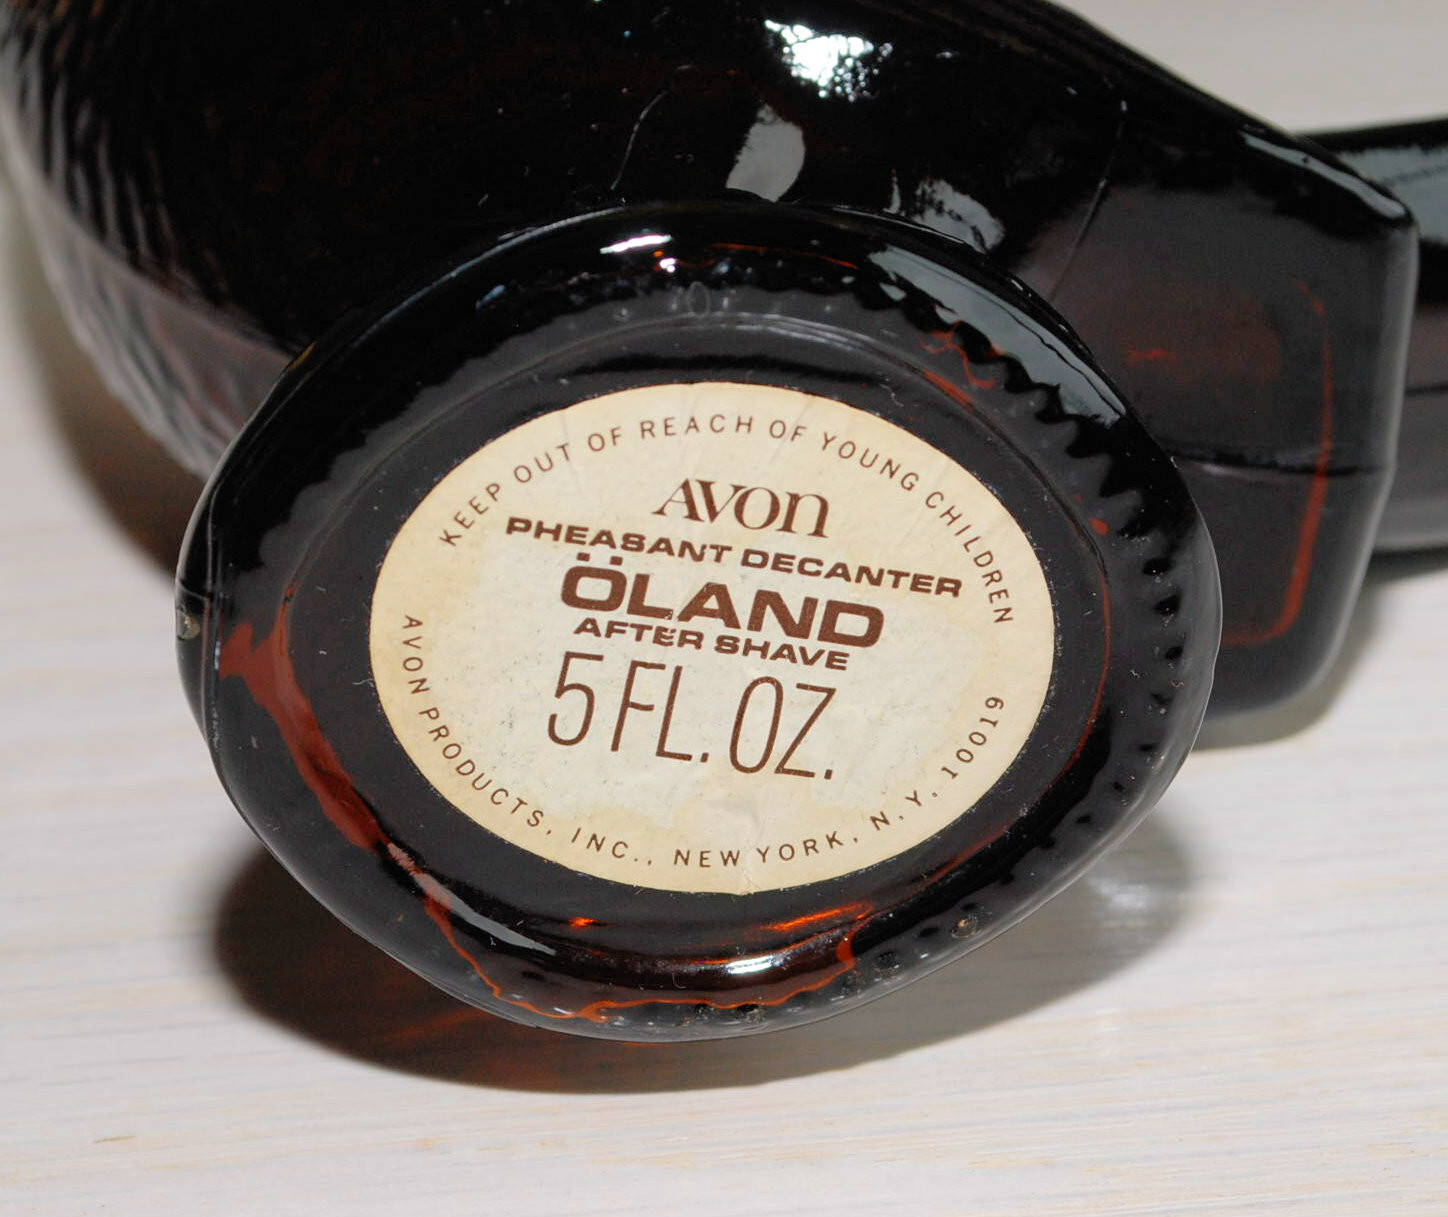 KEEP OUT OF REACH OF YOUNG CHILDREN
AVON
PHEASANT DECANTER
ÖLAND
AFTER SHAVE
5 FL. OZ.
AVON PRODUCTS, INC., NEW YORK, N.Y. 10019